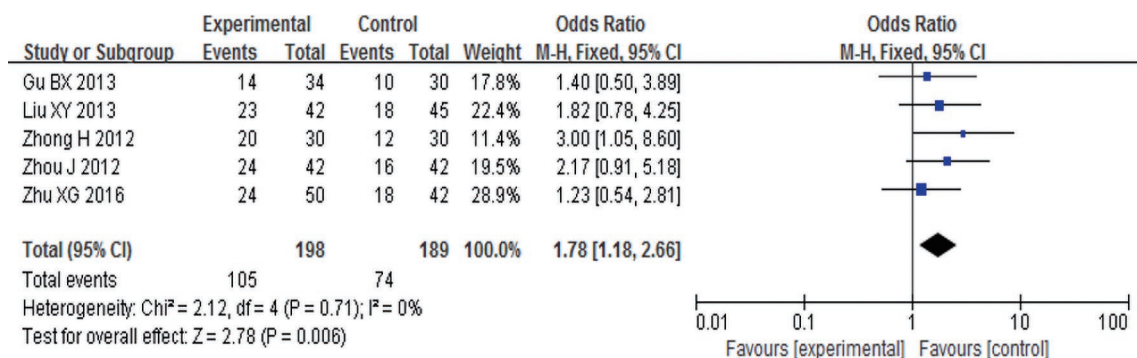 Experimental Control Odds Ratio Odds Ratio
Study or Subgroup Events Total Events Total Weight M-H, Fixed, 95% CI M-H, Fixed, 95% CI
Gu BX 2013 14 34 10 30 17.8% 1.40 [0.50, 3.89]
Liu XY 2013 23 42 18 45 22.4% 1.82 [0.78, 4.25]
Zhong H 2012 20 30 12 30 11.4% 3.00 [1.05, 8.60]
Zhou J 2012 24 42 16 42 19.5% 2.17 [0.91, 5.18]
Zhu XG 2016 24 50 18 42 28.9% 1.23 [0.54, 2.81]
Total (95% CI) 198 189 100.0% 1.78 [1.18, 2.66]
Total events 105 74
Heterogeneity: Chi² = 2.12, df = 4 (P = 0.71); I² = 0%
Test for overall effect: Z = 2.78 (P = 0.006)
0.01 0.1 1 10 100
Favours [experimental] Favours [control]